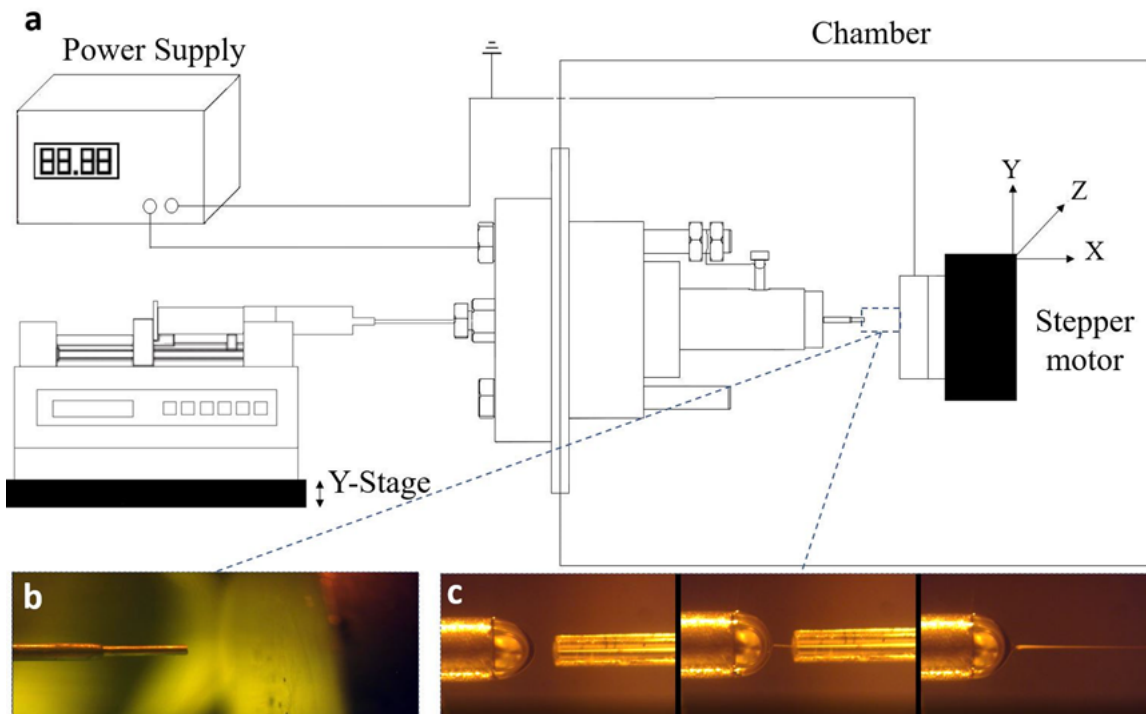 a
Power Supply
Chamber
88.88
Y
Z
X
Stepper
motor
Y-Stage
b
c